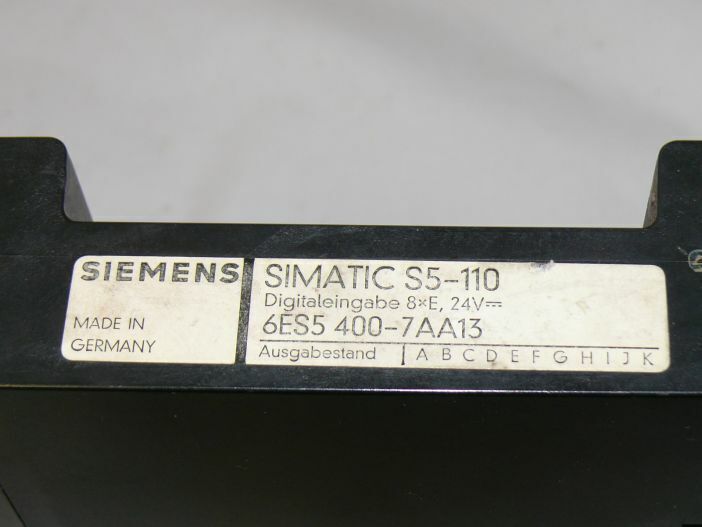 SIEMENS
MADE IN
GERMANY
SIMATIC S5-110
Digitaleingabe 8×E, 24V⎓
6ES5 400-7AA13
Ausgabestand A B C D E F G H I J K